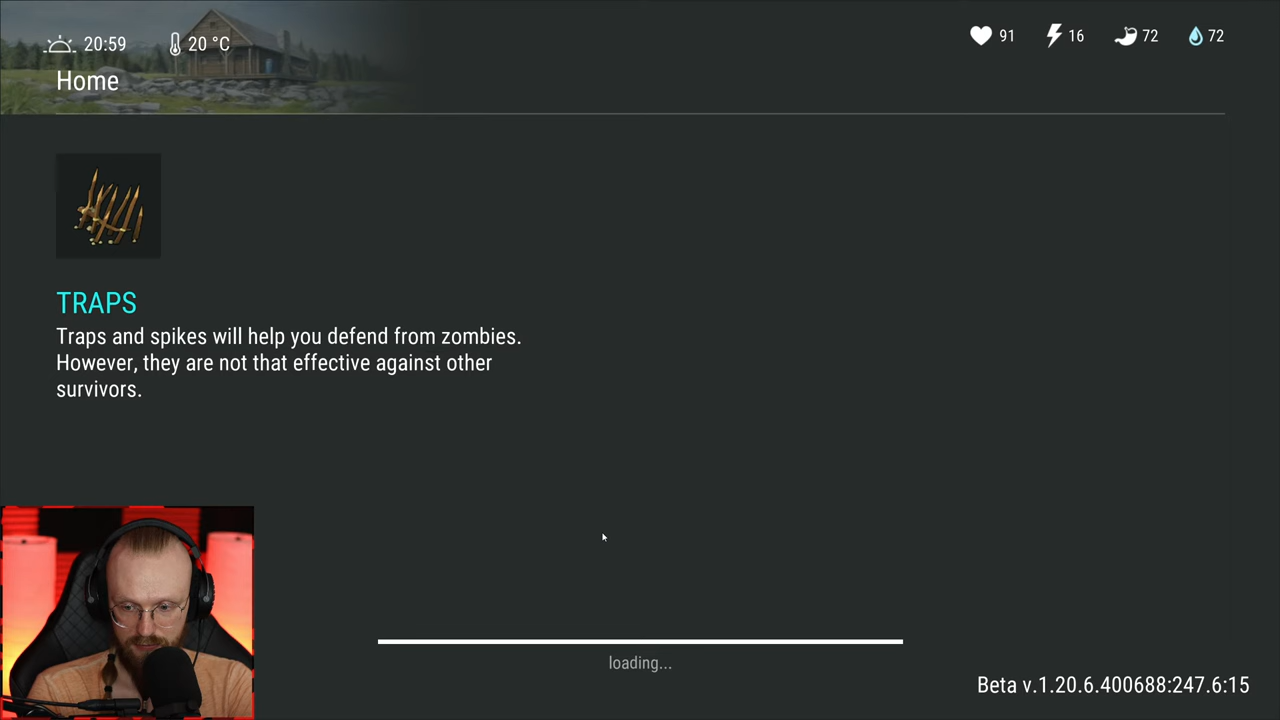 20:59
20 °C
91
16
72
72
Home
TRAPS
Traps and spikes will help you defend from zombies.
However, they are not that effective against other
survivors.
loading...
Beta v.1.20.6.400688:247.6:15